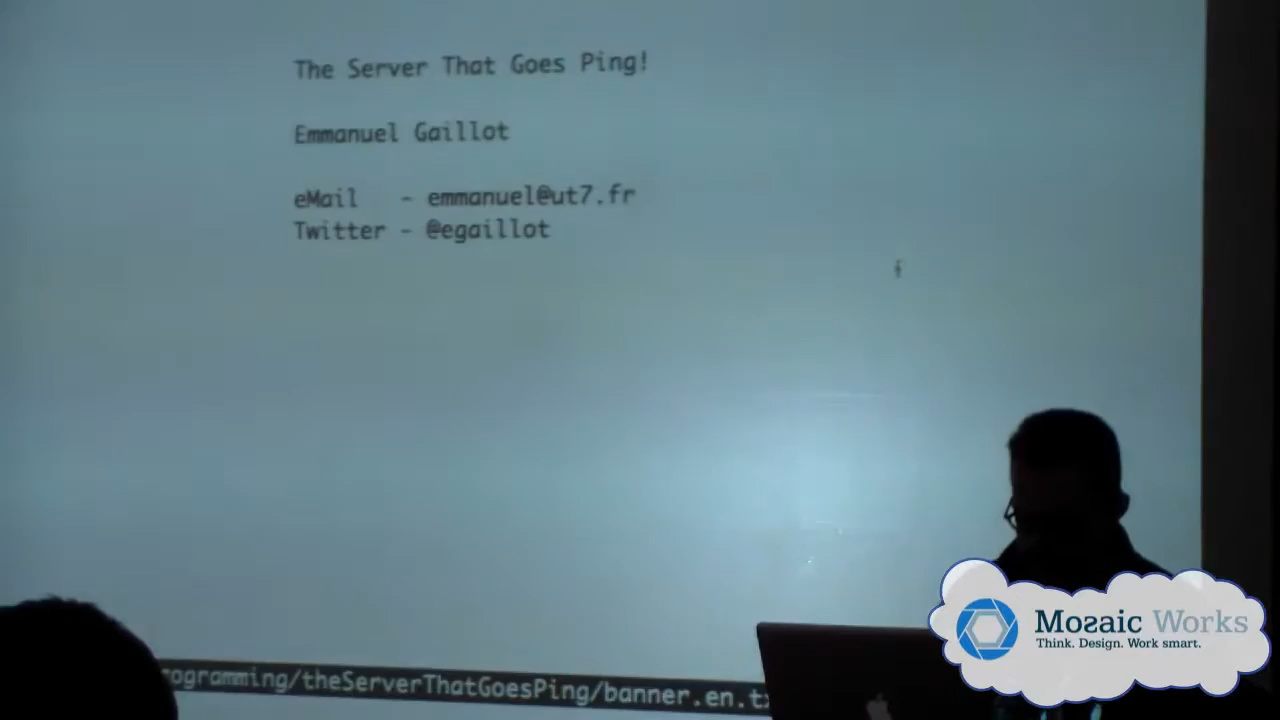 The Server That Goes Ping!
Emmanuel Gaillot
eMail - emmanuel@ut7.fr
Twitter - @egaillot
rogramming/theServerThatGoesPing/banner.en.tx
Mosaic Works
Think. Design. Work smart.